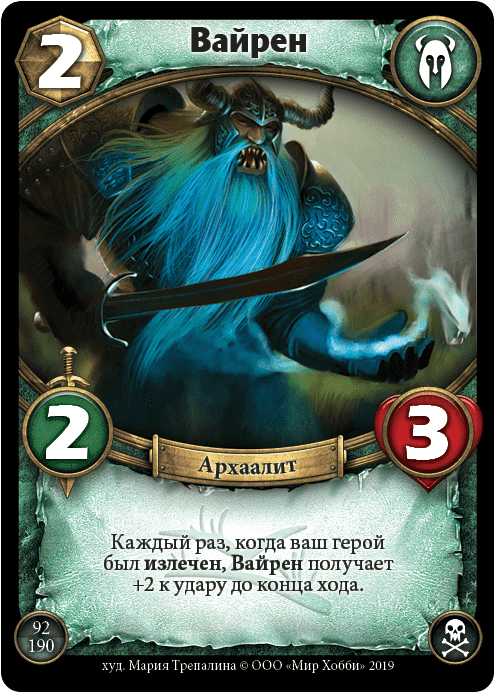 2
Вайрен
2
3
Архаалит
Каждый раз, когда ваш герой
был излечен, Вайрен получает
+2 к удару до конца хода.
92
190
худ. Мария Трепалина © ООО «Мир Хобби» 2019